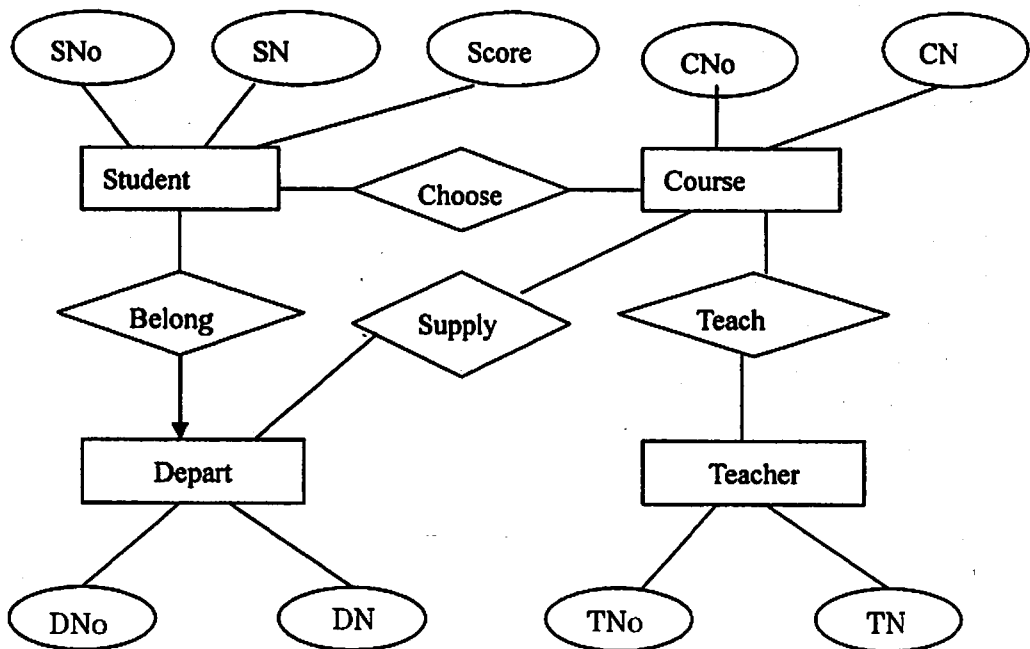 SNo
SN
Score
CNo
CN
Student
Choose
Course
Belong
Supply
Teach
Depart
Teacher
DNo
DN
TNo
TN